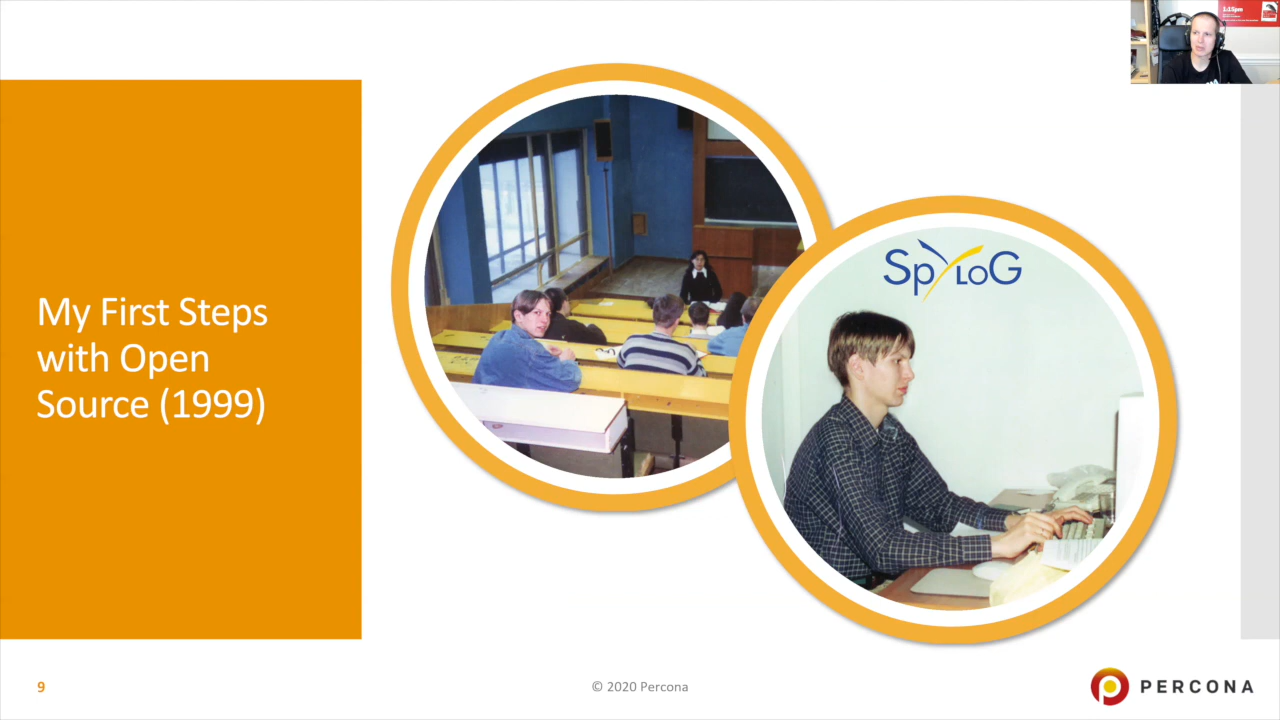 My First Steps
with Open
Source (1999)
SpyLOG
9
© 2020 Percona
PERCONA